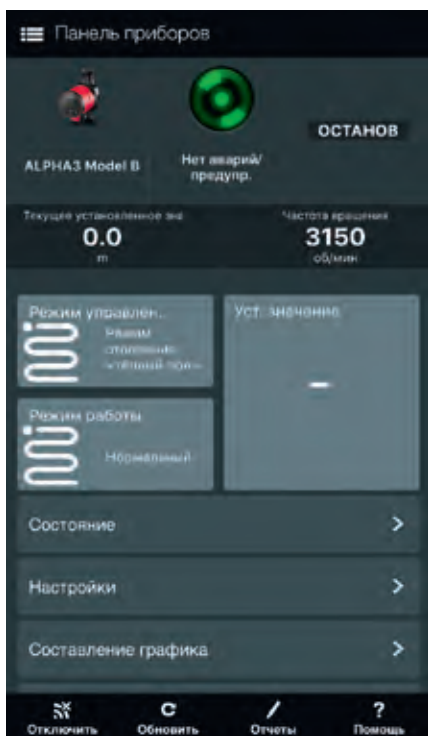 Панель приборов
ОСТАНОВ
ALPHA3 Model B
Нет аварий/
предупр.
Текущее установленное зна
Частота вращения
0.0
3150
m
об/мин
Режим управлен..
Уст. значение
Режим
отопления:
«тёплый
-
Режим работы
Нормальный
Состояние
Настройки
Составление графика
Отключить
Обновить
Отчеты
Помощь